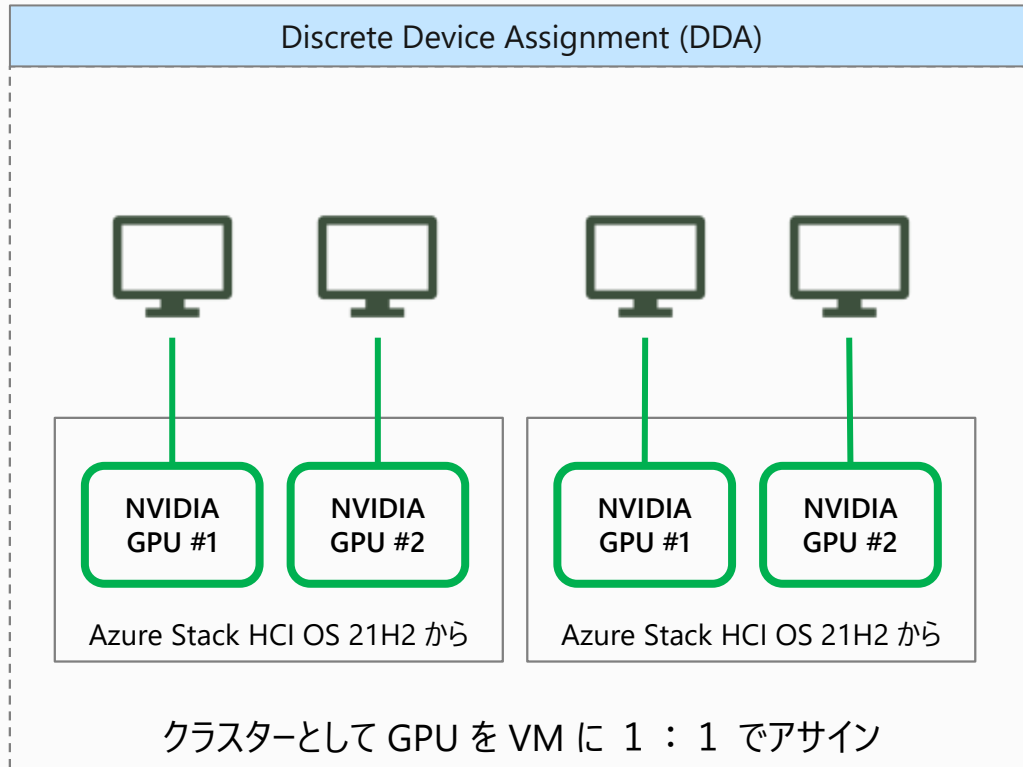 Discrete Device Assignment (DDA)
NVIDIA
GPU #1
NVIDIA
GPU #2
Azure Stack HCI OS 21H2 から
NVIDIA
GPU #1
NVIDIA
GPU #2
Azure Stack HCI OS 21H2 から
クラスターとして GPU を VM に １ ： １ でアサイン